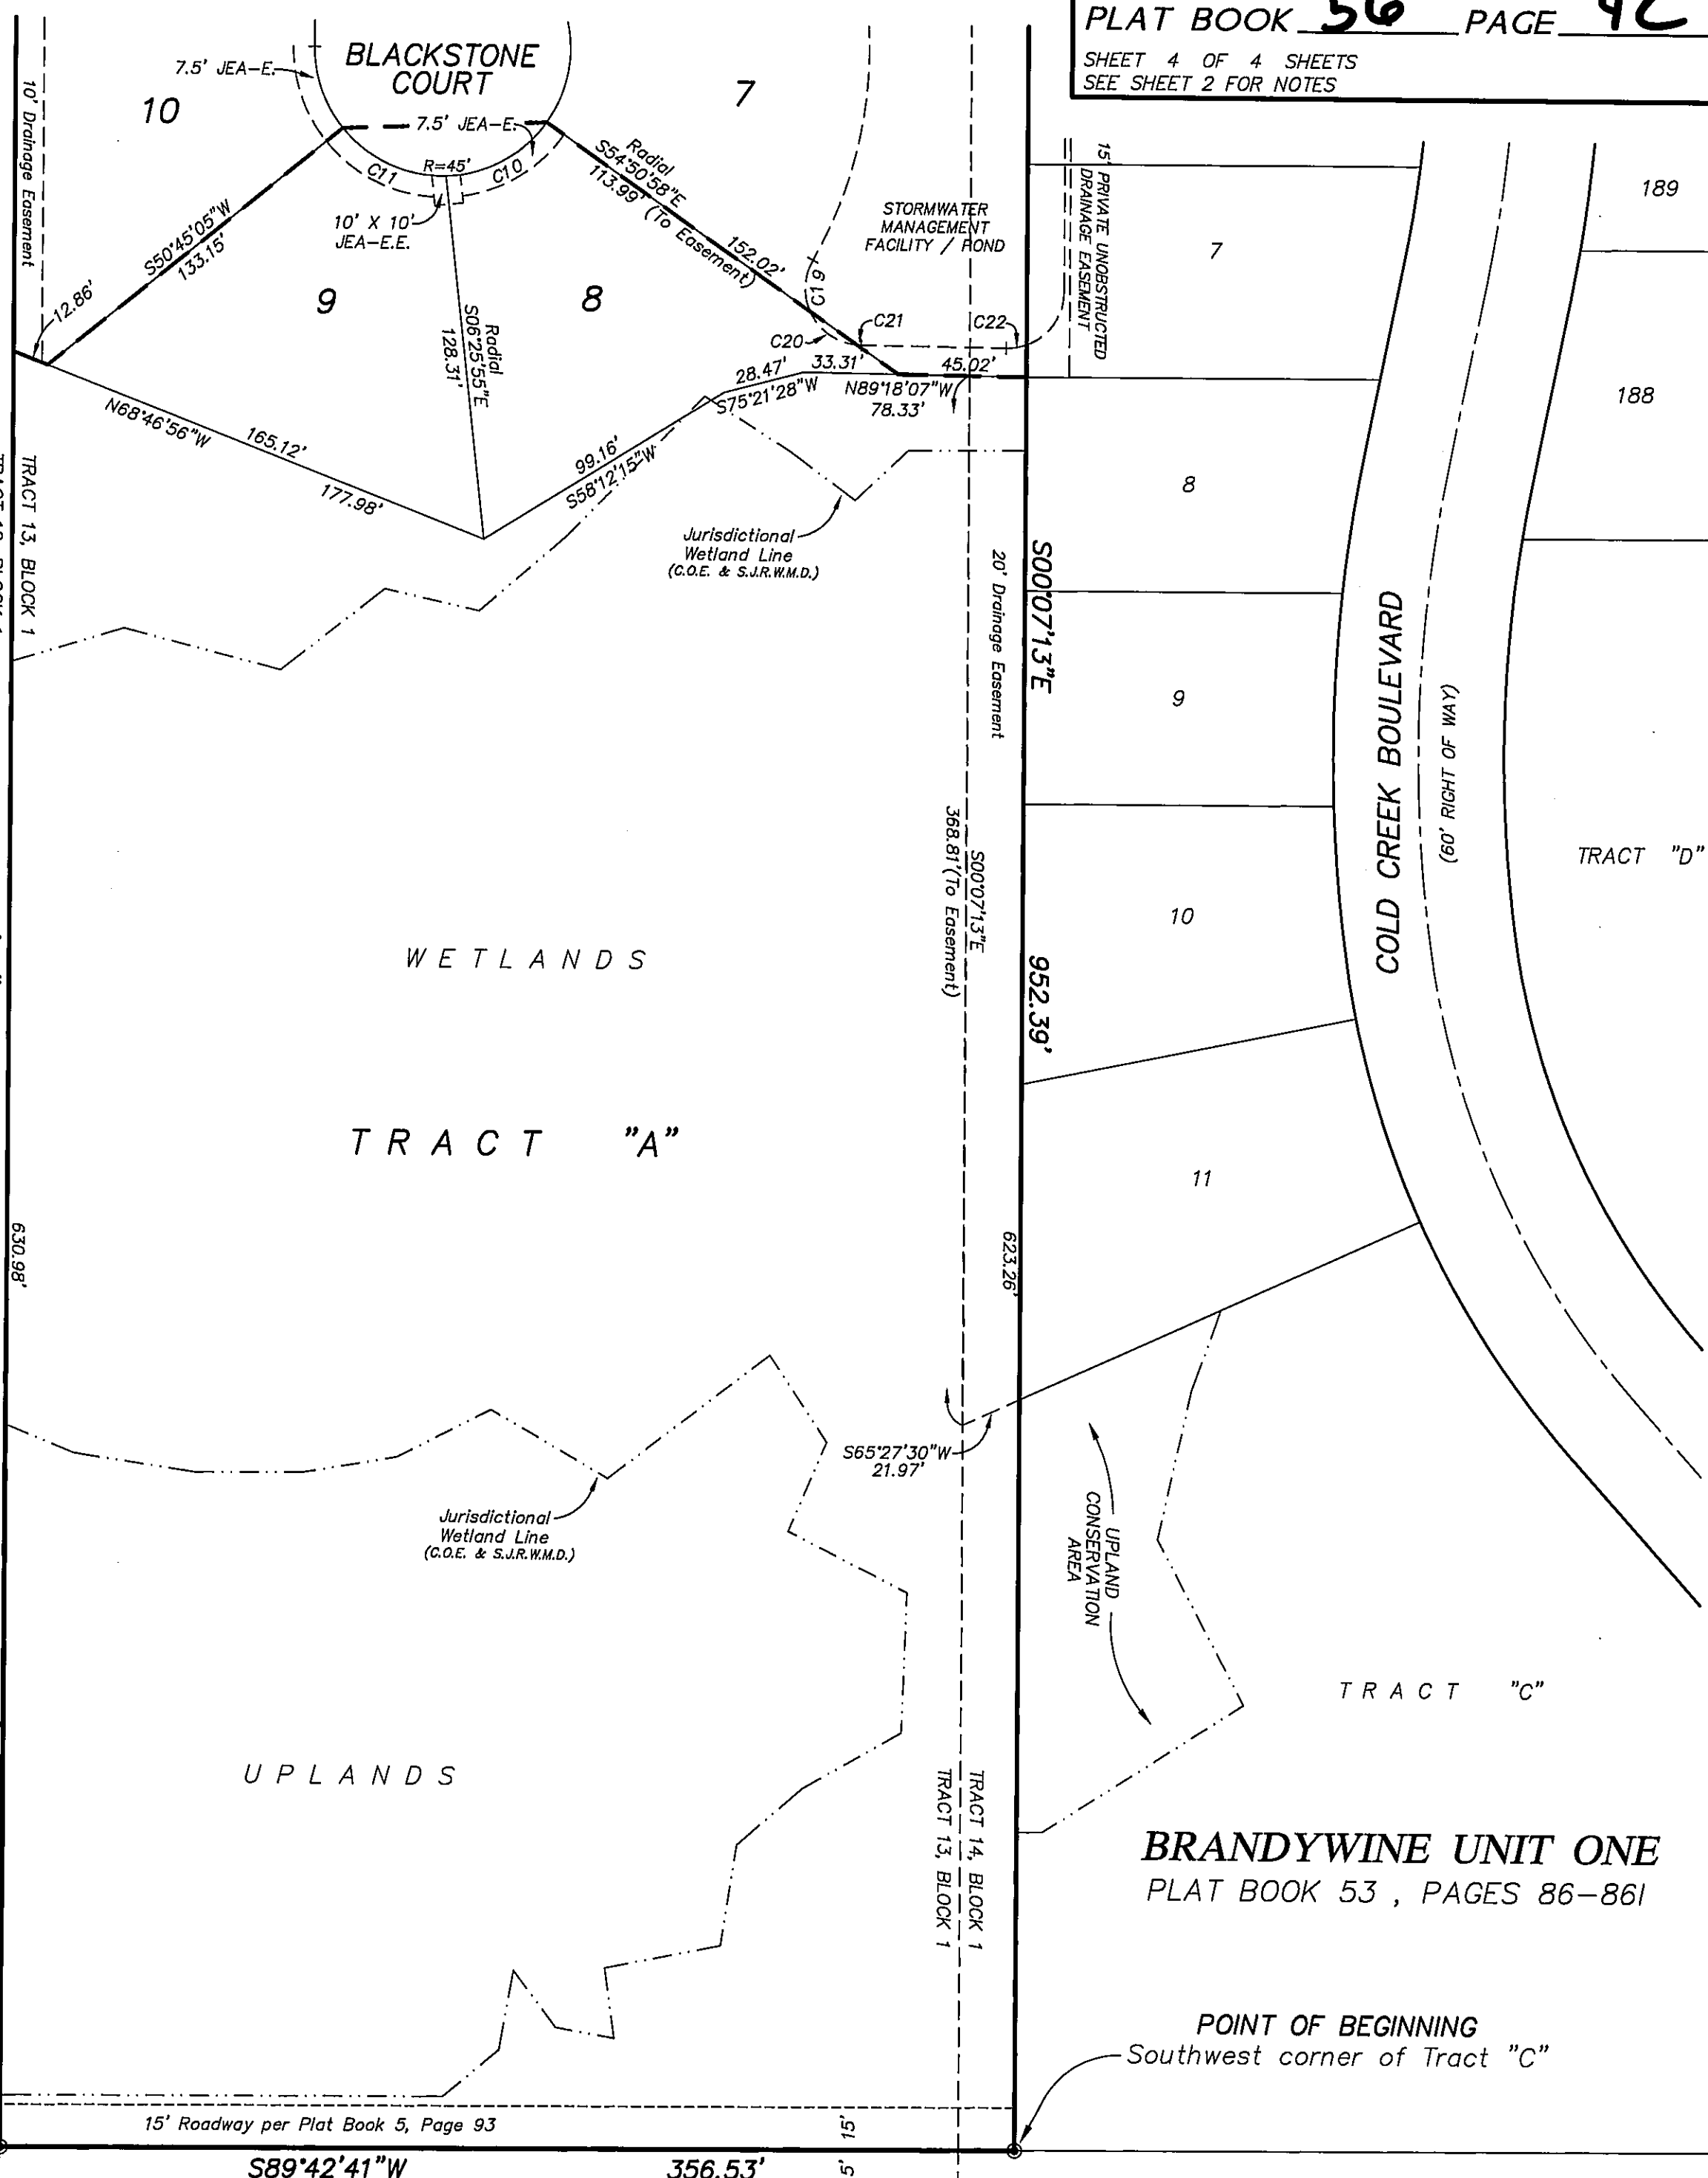 PLAT BOOK 56 PAGE 4C
SHEET 4 OF 4 SHEETS
SEE SHEET 2 FOR NOTES
BLACKSTONE
COURT
7.5' JEA-E.
10
7
10' Drainage Easement
7.5' JEA-E.
R=45'
C11
C10
10' X 10'
JEA-E.E.
Radial
S54°50'58"E
113.99' (To Easement)
152.02'
S50°45'05"W
133.15'
12.86'
9
8
Radial
S06°25'55"E
128.31'
STORMWATER
MANAGEMENT
FACILITY / POND
15' PRIVATE UNOBSTRUCTED
DRAINAGE EASEMENT
C19
C20
C21
C22
28.47'
S75°21'28"W
33.31'
45.02'
N89°18'07"W
78.33'
N68°46'56"W
165.12'
177.98'
99.16'
S58°12'15"W
Jurisdictional
Wetland Line
(C.O.E. & S.J.R.W.M.D.)
TRACT 13, BLOCK 1
20' Drainage Easement
S00°07'13"E
952.39'
S00°07'13"E
368.81'(To Easement)
623.26'
630.98'
WETLANDS
TRACT "A"
7
8
9
10
11
189
188
COLD CREEK BOULEVARD
(60' RIGHT OF WAY)
TRACT "D"
S65°27'30"W
21.97'
Jurisdictional
Wetland Line
(C.O.E. & S.J.R.W.M.D.)
UPLAND
CONSERVATION
AREA
TRACT "C"
UPLANDS
TRACT 14, BLOCK 1
TRACT 13, BLOCK 1
BRANDYWINE UNIT ONE
PLAT BOOK 53 , PAGES 86-86I
POINT OF BEGINNING
Southwest corner of Tract "C"
15' Roadway per Plat Book 5, Page 93
15'
S89°42'41"W
356.53'
5'